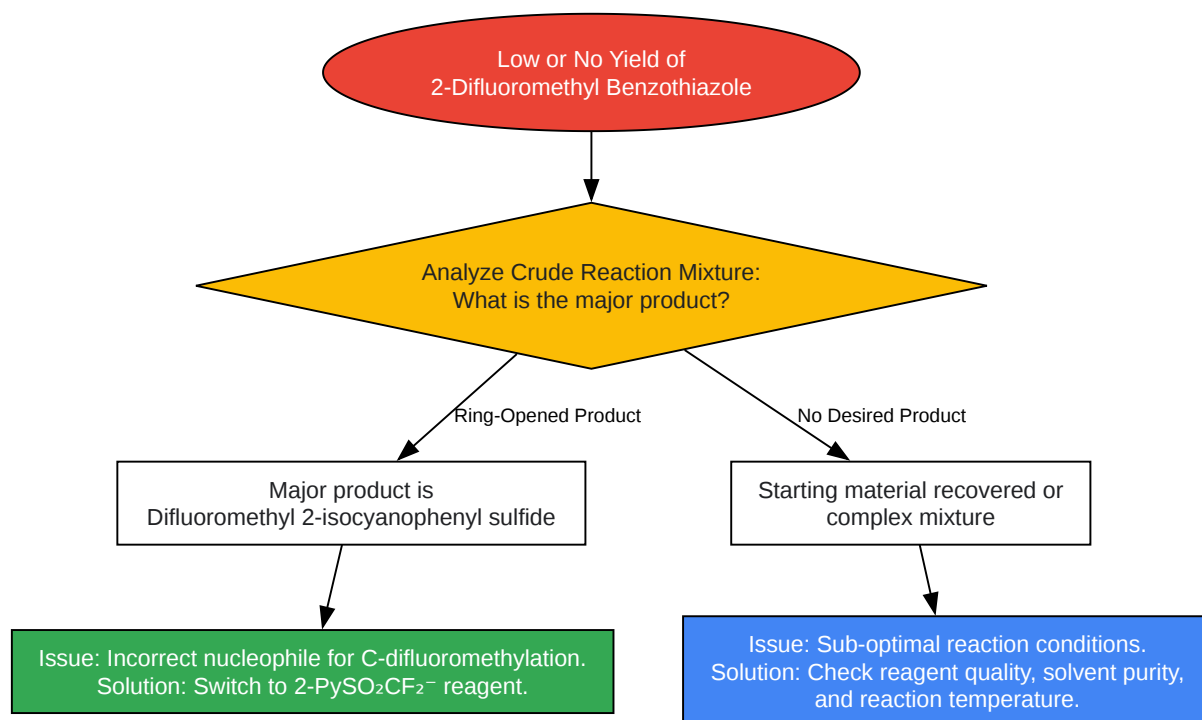 Low or No Yield of
2-Difluoromethyl Benzothiazole
Analyze Crude Reaction Mixture:
What is the major product?
Ring-Opened Product
No Desired Product
Major product is
Difluoromethyl 2-isocyanophenyl sulfide
Starting material recovered or
complex mixture
Issue: Incorrect nucleophile for C-difluoromethylation.
Solution: Switch to 2-PySO₂CF₂⁻ reagent.
Issue: Sub-optimal reaction conditions.
Solution: Check reagent quality, solvent purity,
and reaction temperature.